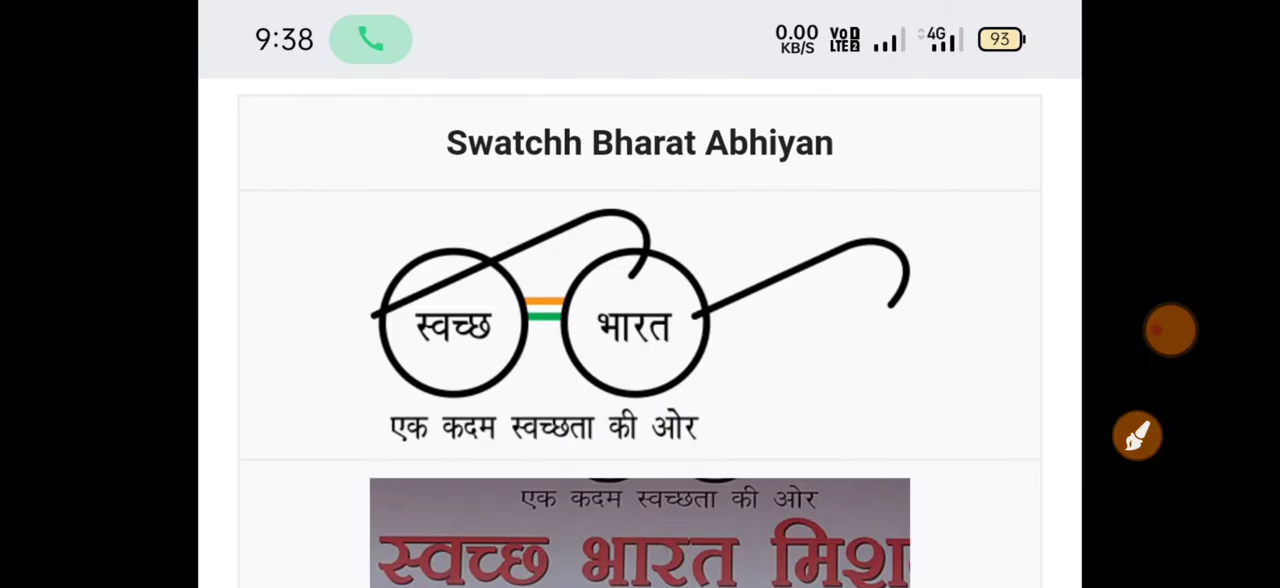 9:38 0.00 KB/S VoD LTE2 4G 93
Swatchh Bharat Abhiyan
स्वच्छ भारत
एक कदम स्वच्छता की ओर
एक कदम स्वच्छता की ओर
स्वच्छ भारत मिश